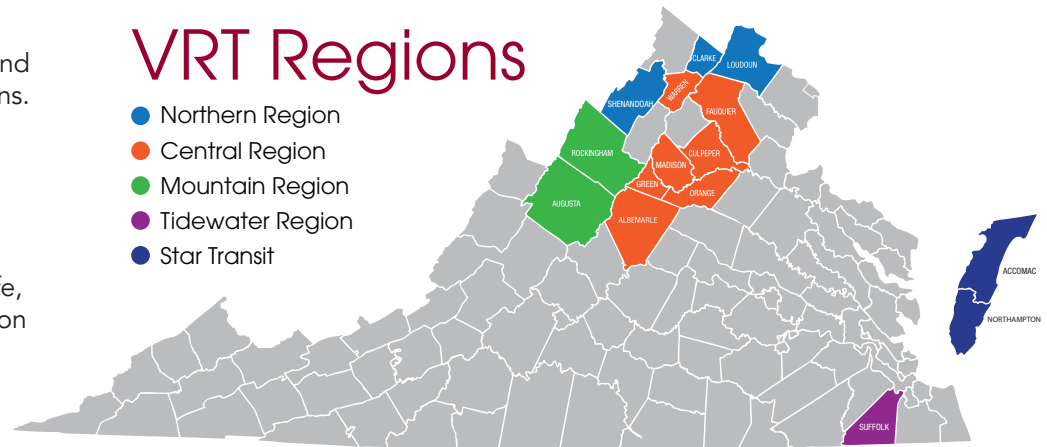 nd
ns.
e,
on
VRT Regions
Northern Region
Central Region
Mountain Region
Tidewater Region
Star Transit
CLARKE
LOUDOUN
SHENANDOAH
WARREN
FAUQUIER
ROCKINGHAM
CULPEPER
MADISON
GREEN
ORANGE
AUGUSTA
ALBEMARLE
ACCOMAC
NORTHAMPTON
SUFFOLK